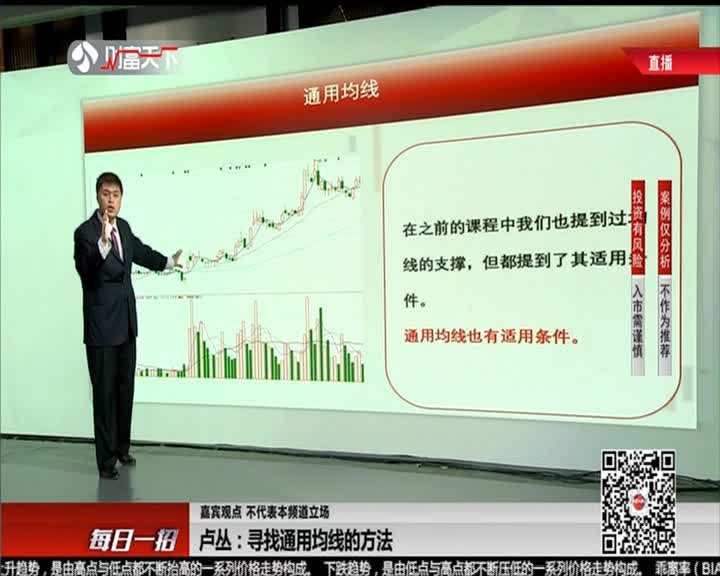 财富天下
直播
通用均线
在之前的课程中我们也提到过均
线的支撑，但都提到了其适用条
件。
通用均线也有适用条件。
案例仅分析 不作为推荐
投资有风险 入市需谨慎
嘉宾观点 不代表本频道立场
每日一招
卢丛：寻找通用均线的方法
升趋势，是由高点与低点都不断抬高的一系列价格走势构成。 下跌趋势，是由低点与高点都不断压低的一系列价格走势构成。 乖离率（BIA